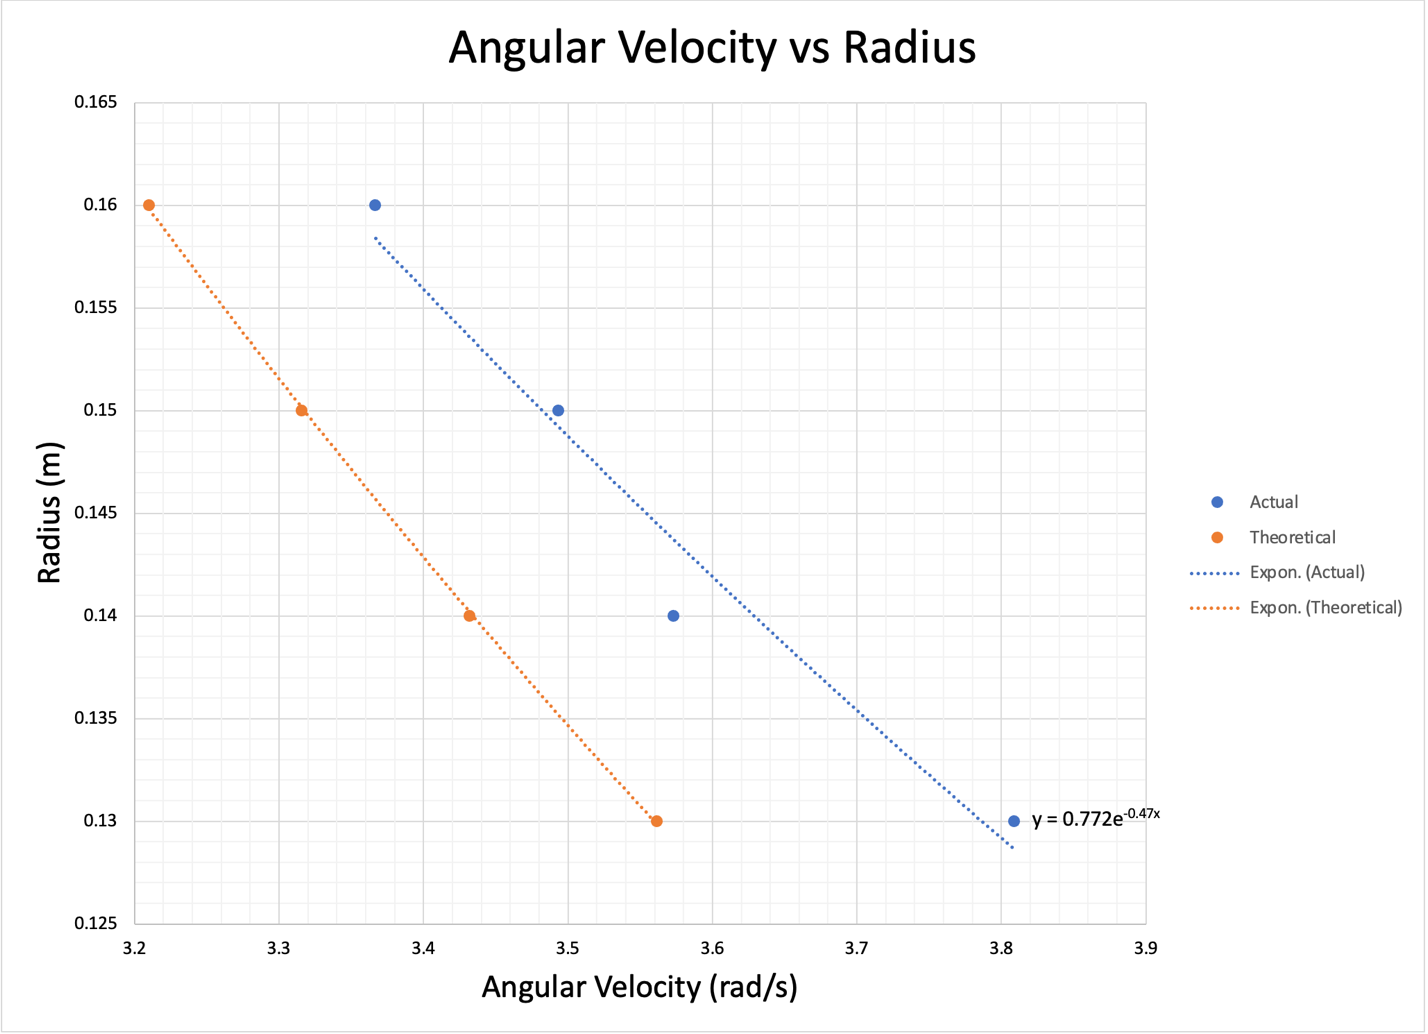 Angular Velocity vs Radius
0.165
0.16
0.155
0.15
0.145
0.14
0.135
0.13
0.125
Radius (m)
3.2 3.3 3.4 3.5 3.6 3.7 3.8 3.9
Angular Velocity (rad/s)
y = 0.772e^-0.47x
Actual
Theoretical
Expon. (Actual)
Expon. (Theoretical)